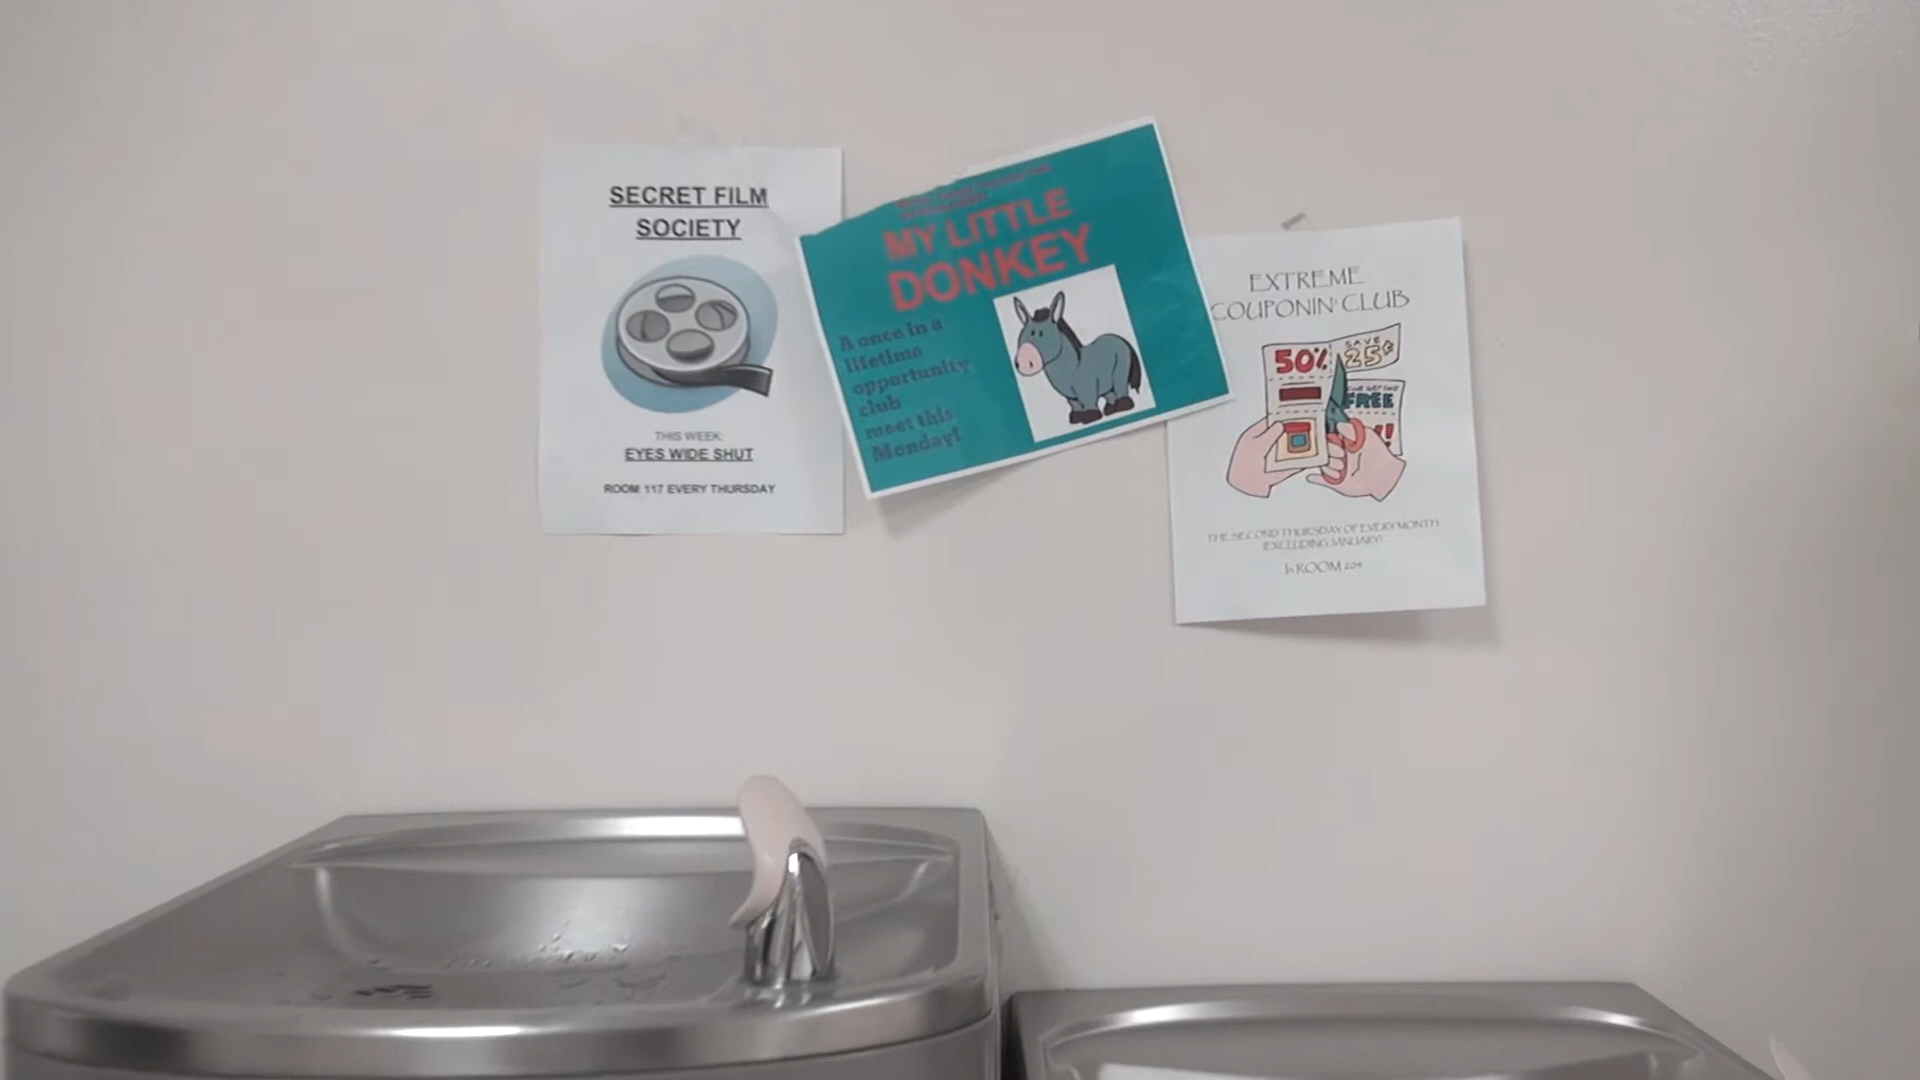 SECRET FILM
SOCIETY
THIS WEEK:
EYES WIDE SHUT
ROOM 117 EVERY THURSDAY
MY LITTLE
DONKEY
A once in a
lifetime
opportunity
club
meet this
Monday!
EXTREME
COUPONIN' CLUB
50%
SAVE
25¢
FREE
THE SECOND THURSDAY OF EVERY MONTH
(EXCLUDING JANUARY)
In ROOM 204